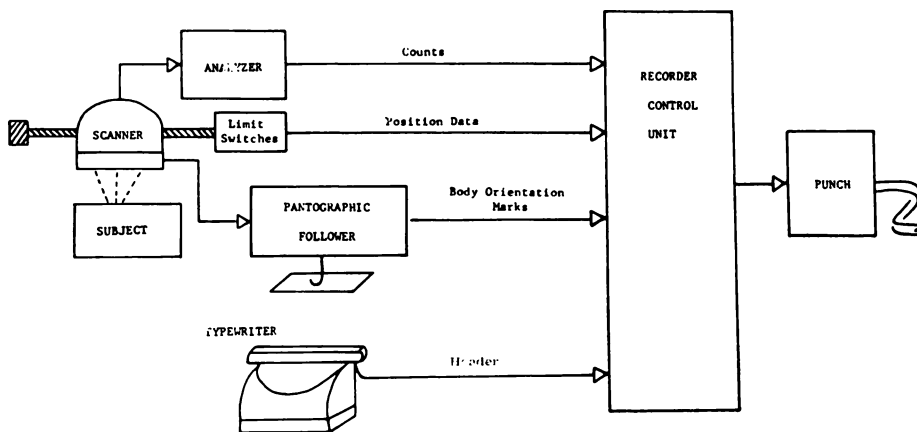 ANALYZER
Counts
RECORDER
CONTROL
UNIT
SCANNER
Limit
Switches
Position Data
PUNCH
SUBJECT
PANTOGRAPHIC
FOLLOWER
Body Orientation
Marks
TYPEWRITER
Header